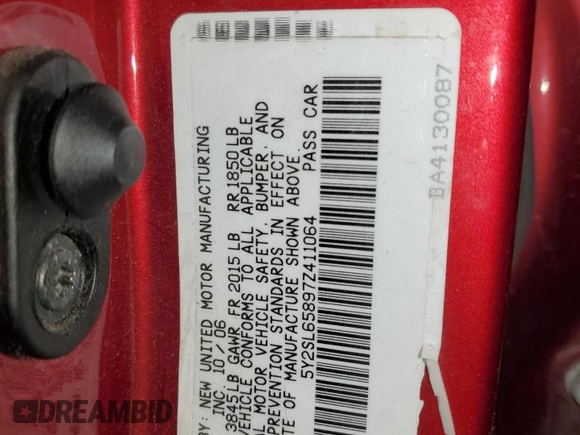 BY: NEW UNITED MOTOR MANUFACTURING
INC. 10/06
3845LB GAWR FR 2015 LB RR1850LB
VEHICLE CONFORMS TO ALL APPLICABLE
MOTOR VEHICLE SAFETY, BUMPER, AND
PREVENTION STANDARDS IN EFFECT ON
OF MANUFACTURE SHOWN ABOVE.
5Y2SL65897Z411064 PASS CAR
BA4130087
DREAMBID